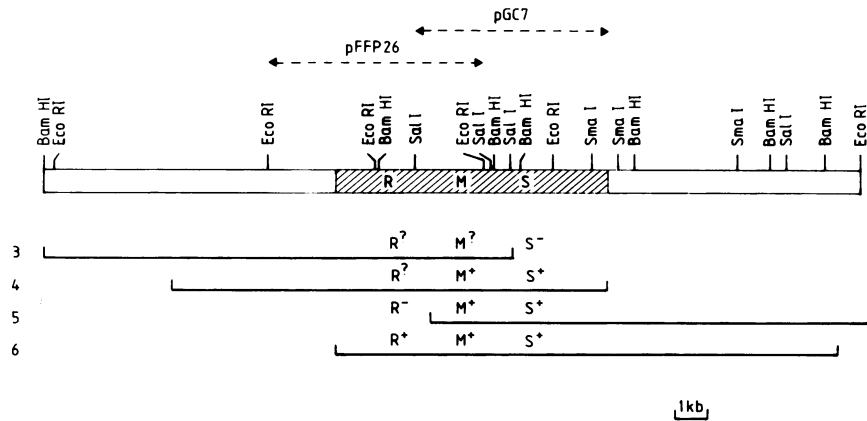 pGC7
pFFP26
Bam HI
Eco RI
Eco RI
Eco RI
Bam HI
Sal I
Eco RI
Sal I
Bam HI
Sal I
Bam HI
Eco RI
Sma I
Sma I
Bam HI
Sma I
Bam HI
Sal I
Bam HI
Eco RI
R M S
3 R? M? S-
4 R? M+ S+
5 R- M+ S+
6 R+ M+ S+
1kb